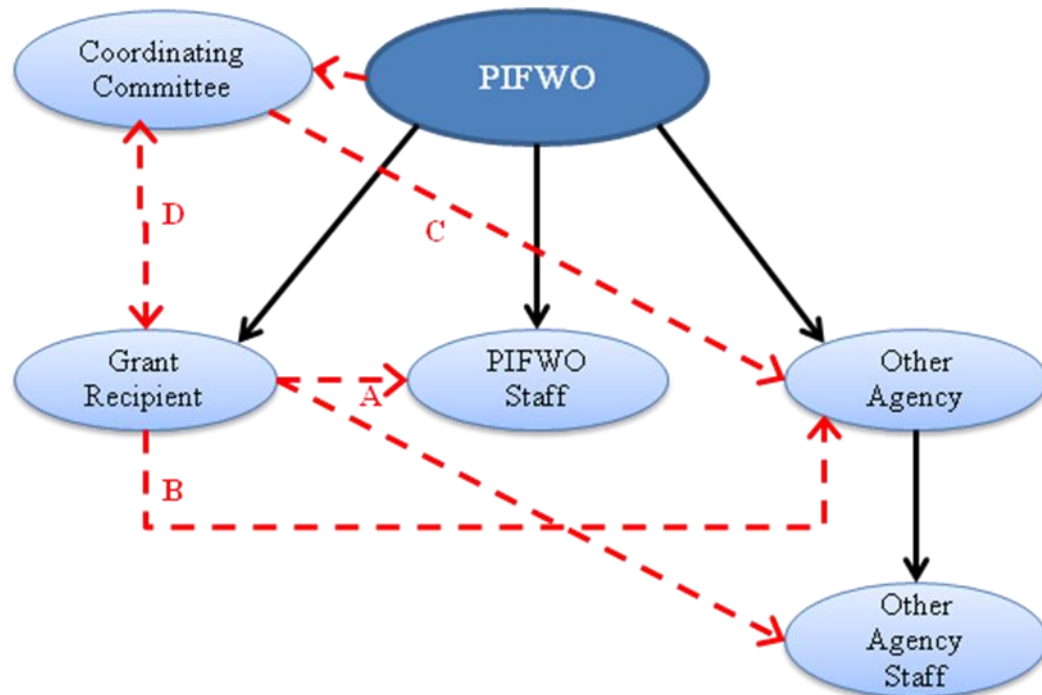 Coordinating
Committee
PIFWO
D
C
Grant
Recipient
A
PIFWO
Staff
Other
Agency
B
Other
Agency
Staff